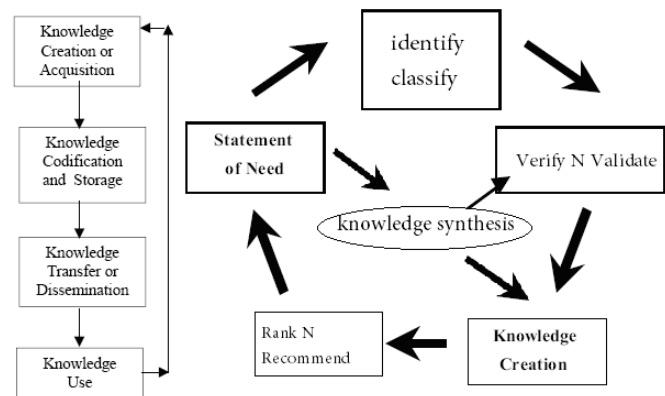 Knowledge
Creation or
Acquisition
Knowledge
Codification
and Storage
Knowledge
Transfer or
Dissemination
Knowledge
Use
identify
classify
Statement
of Need
Verify N Validate
knowledge synthesis
Rank N
Recommend
Knowledge
Creation